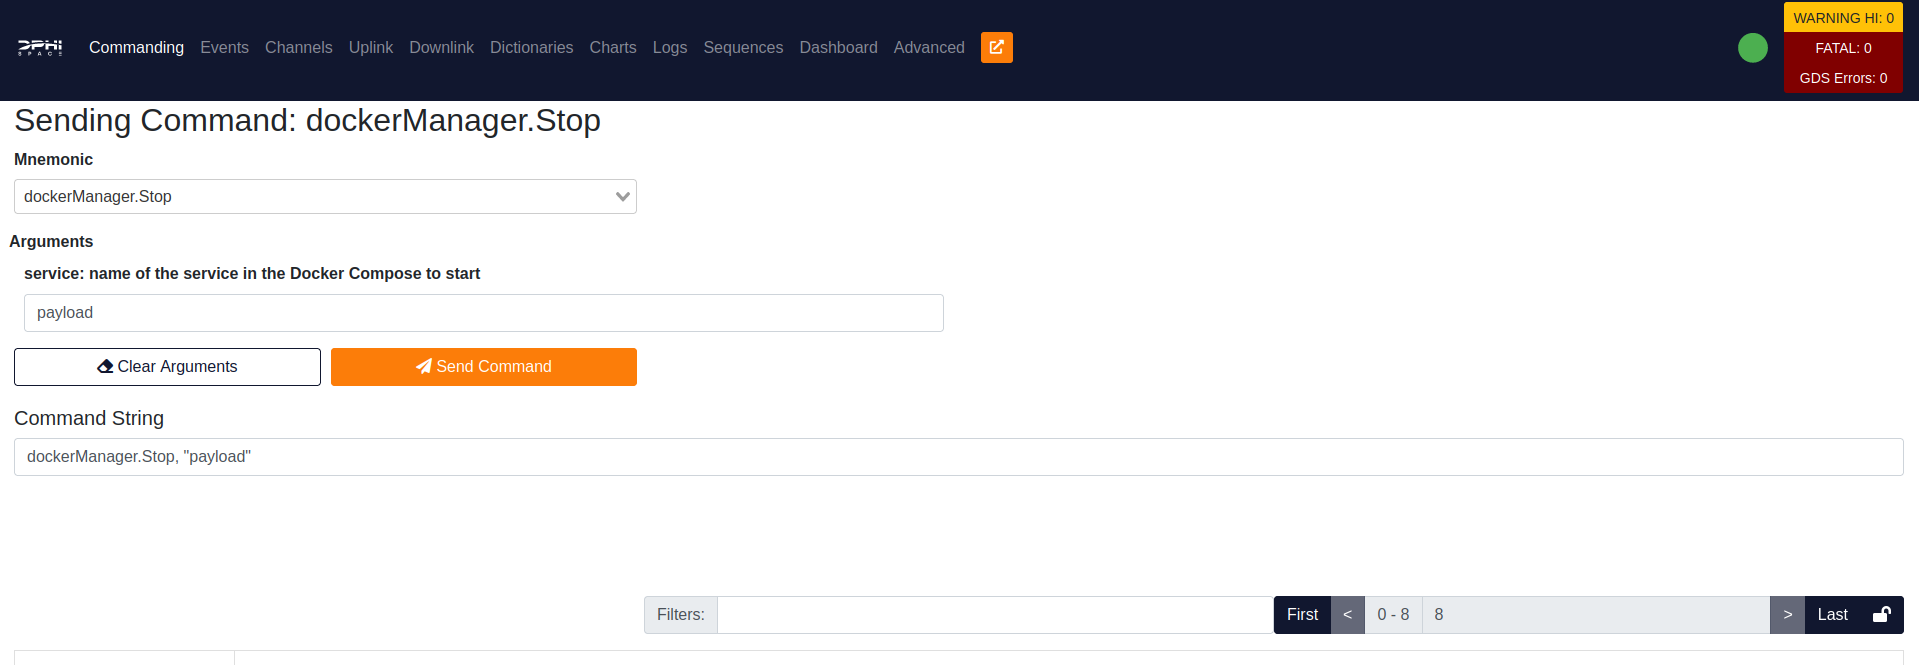 DPHI
SPACE
Commanding Events Channels Uplink Downlink Dictionaries Charts Logs Sequences Dashboard Advanced
WARNING HI: 0
FATAL: 0
GDS Errors: 0
Sending Command: dockerManager.Stop
Mnemonic
dockerManager.Stop
Arguments
service: name of the service in the Docker Compose to start
payload
Clear Arguments Send Command
Command String
dockerManager.Stop, "payload"
Filters: First < 0 - 8 8 > Last